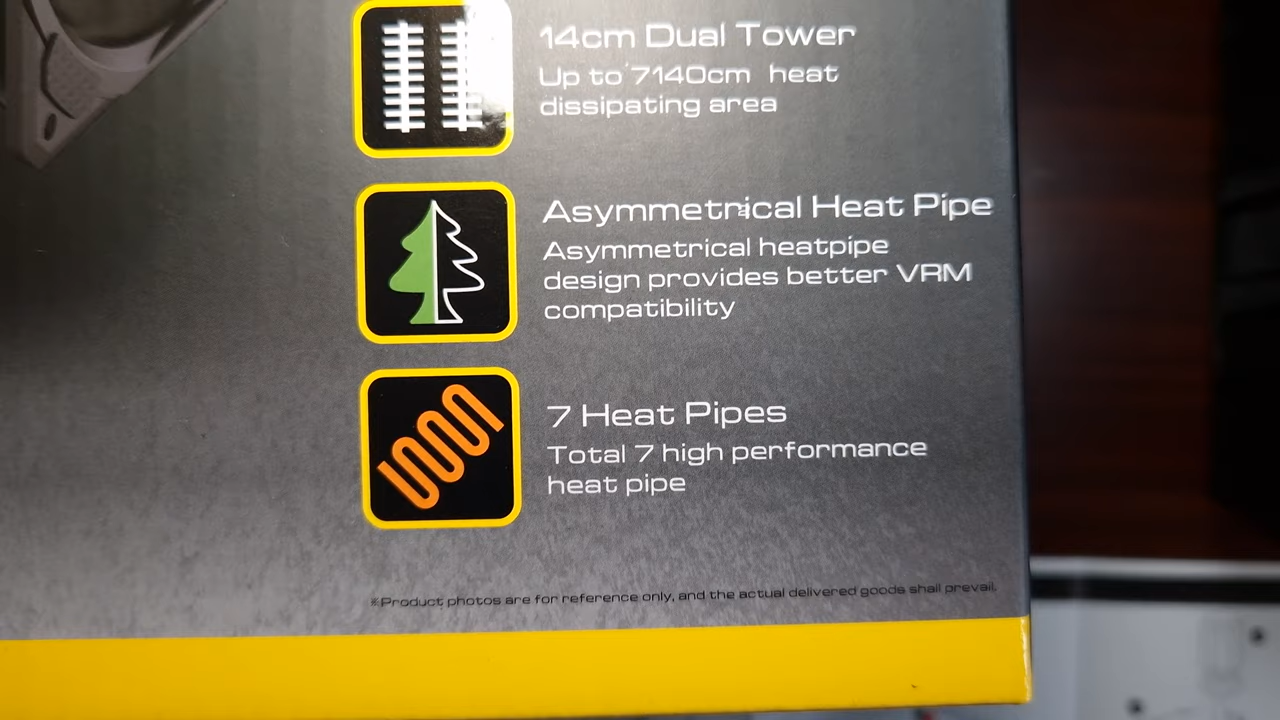 14cm Dual Tower
Up to 7140cm heat
dissipating area
Asymmetrical Heat Pipe
Asymmetrical heatpipe
design provides better VRM
compatibility
7 Heat Pipes
Total 7 high performance
heat pipe
※Product photos are for reference only, and the actual delivered goods shall prevail.